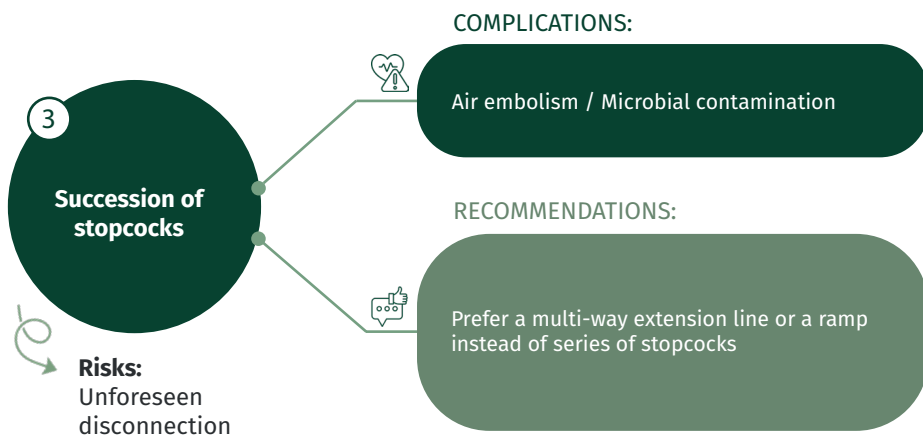 3
Succession of
stopcocks
Risks:
Unforeseen
disconnection
COMPLICATIONS:
Air embolism / Microbial contamination
RECOMMENDATIONS:
Prefer a multi-way extension line or a ramp
instead of series of stopcocks